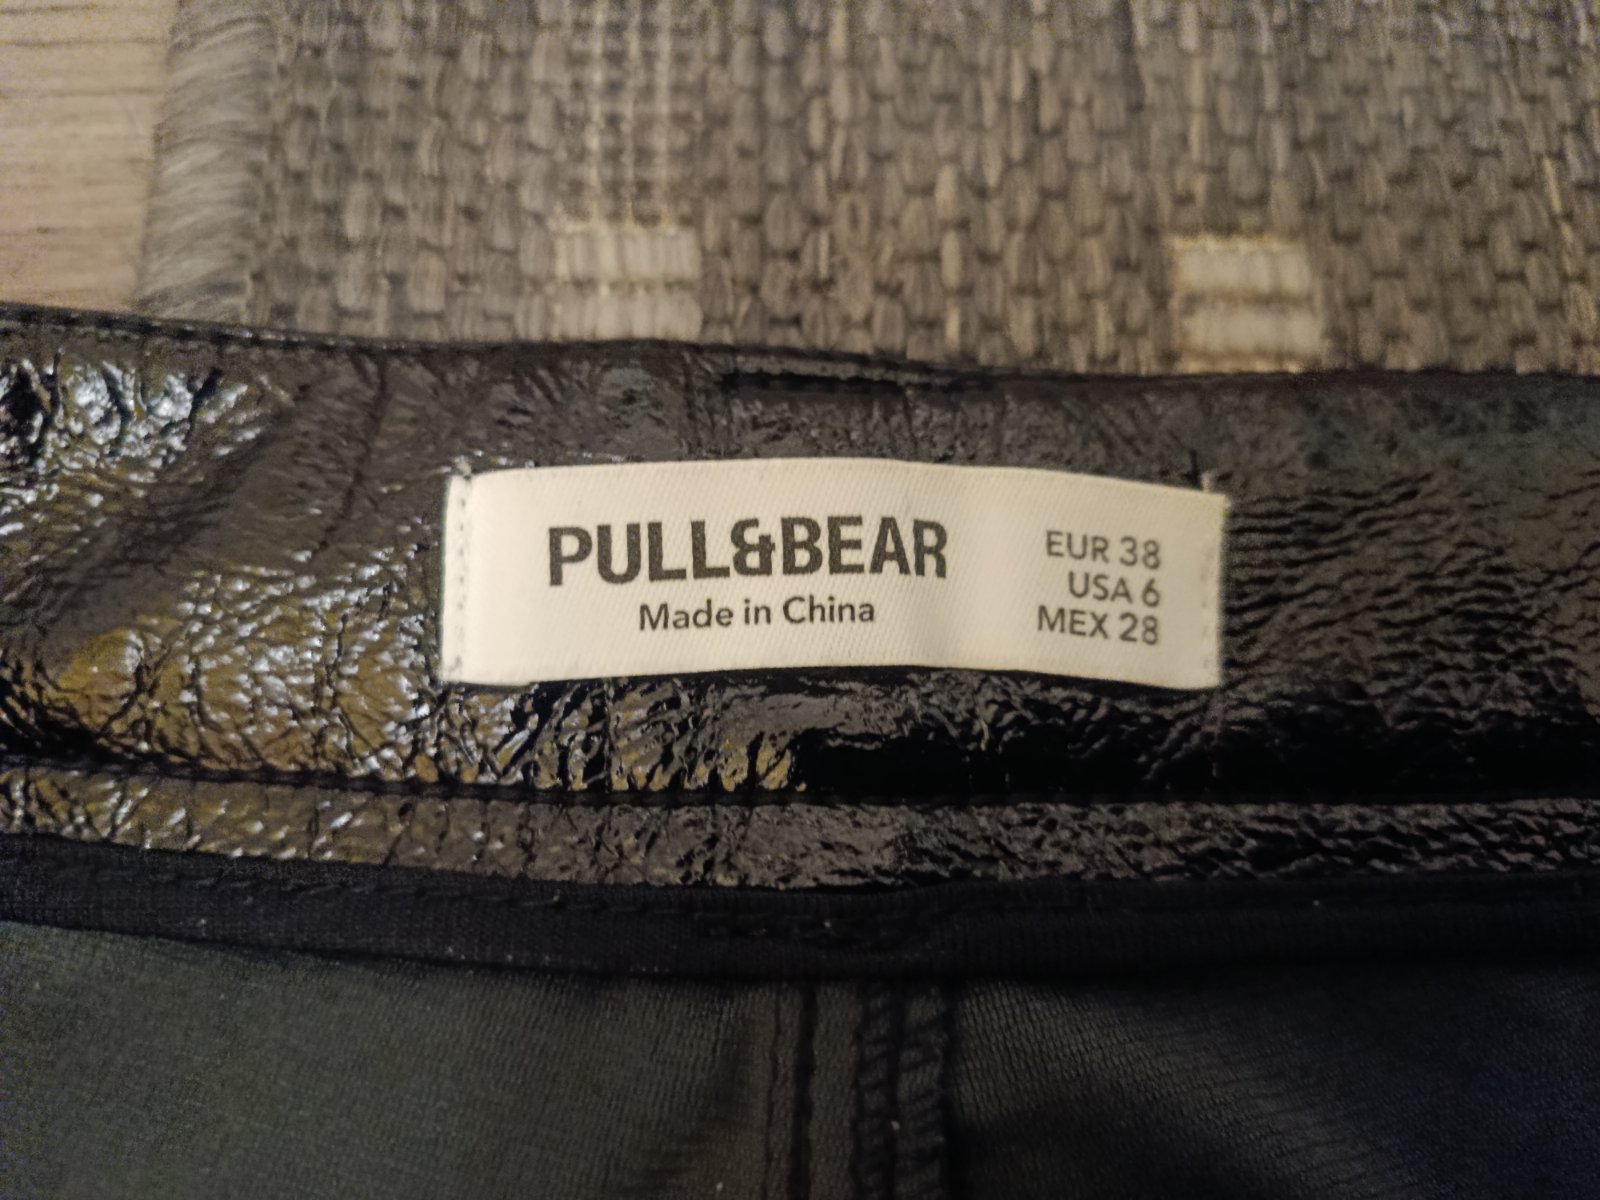 PULL&BEAR
Made in China
EUR 38
USA 6
MEX 28